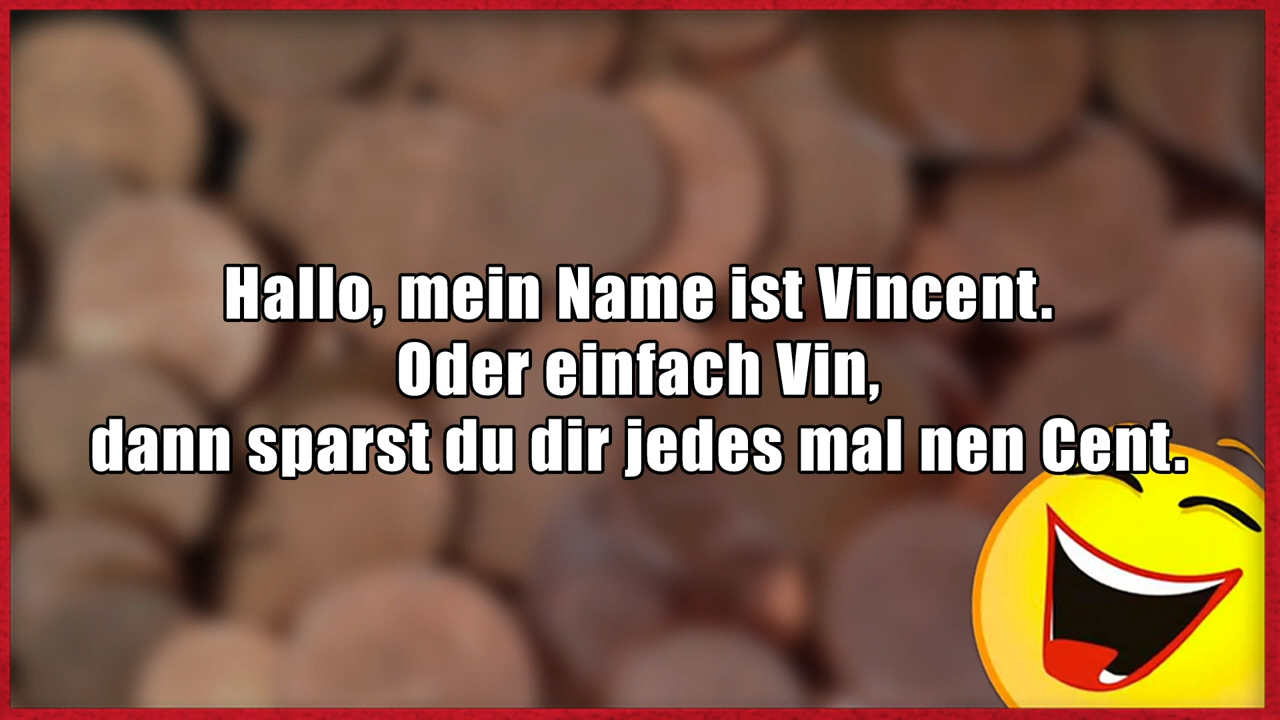 Hallo, mein Name ist Vincent.
Oder einfach Vin,
dann sparst du dir jedes mal nen Cent.